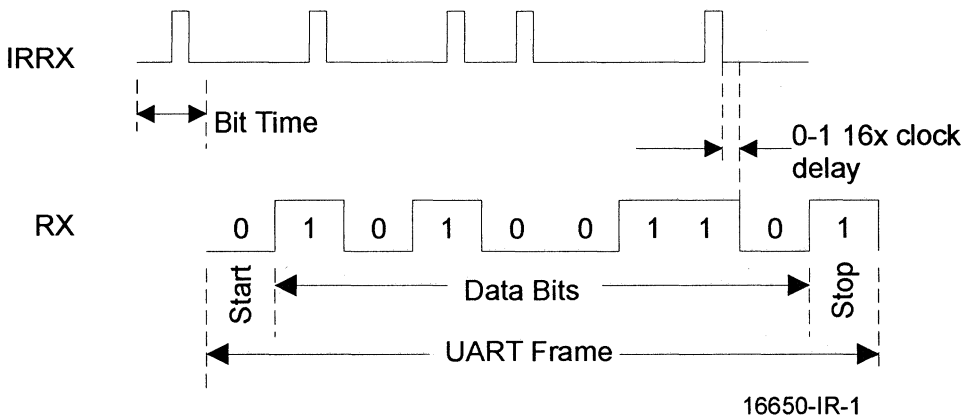 IRRX
Bit Time
0-1 16x clock
delay
RX
0 1 0 1 0 0 1 1 0 1
Start
Data Bits
Stop
UART Frame
16650-IR-1